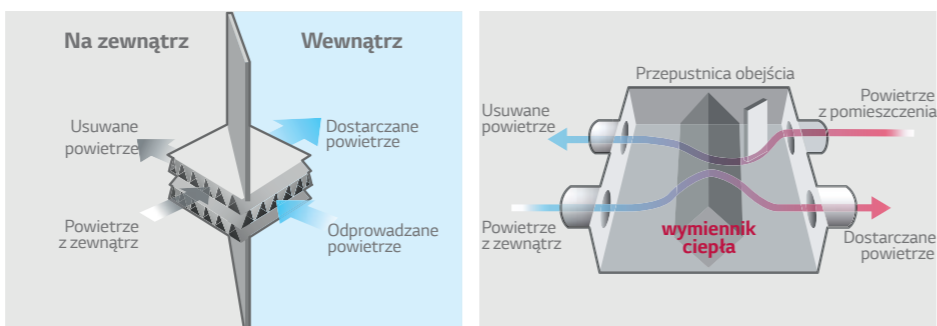 Na zewnątrz
Wewnątrz
Usuwane
powietrze
Dostarczane
powietrze
Powietrze
z zewnątrz
Odprowadzane
powietrze
Przepustnica obejścia
Usuwane
powietrze
Powietrze
z pomieszczenia
Powietrze
z zewnątrz
wymiennik
ciepła
Dostarczane
powietrze